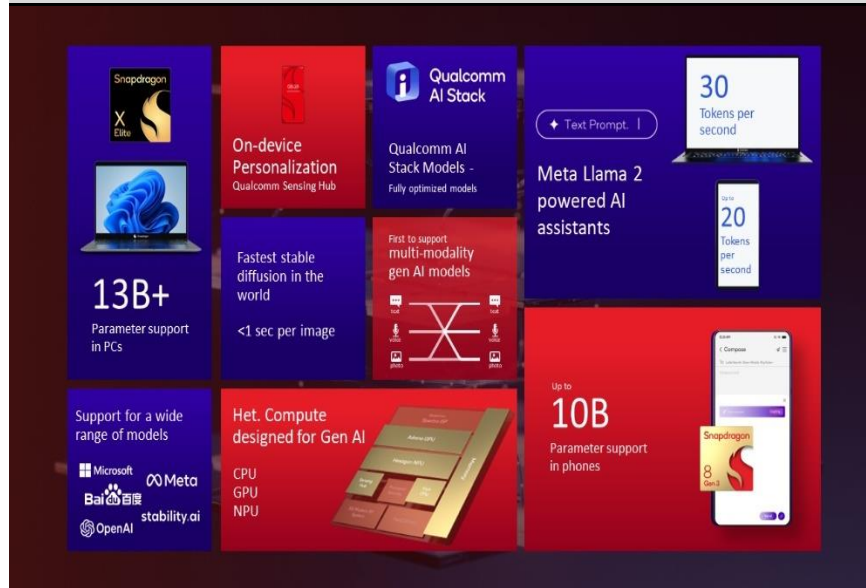 Snapdragon
X
Elite
13B+
Parameter support
in PCs
On-device
Personalization
Qualcomm Sensing Hub
Qualcomm
AI Stack
Qualcomm AI
Stack Models -
Fully optimized models
Text Prompt.
Meta Llama 2
powered AI
assistants
30
Tokens per
second
Up to
20
Tokens
per
second
Fastest stable
diffusion in the
world
<1 sec per image
First to support
multi-modality
gen AI models
text
text
voice
voice
photo
photo
Support for a wide
range of models
Microsoft
Meta
Bai du 百度
stability.ai
OpenAI
Het. Compute
designed for Gen AI
CPU
GPU
NPU
Adreno GPU
Hexagon NPU
Up to
10B
Parameter support
in phones
Compose
Snapdragon
8
Gen 3